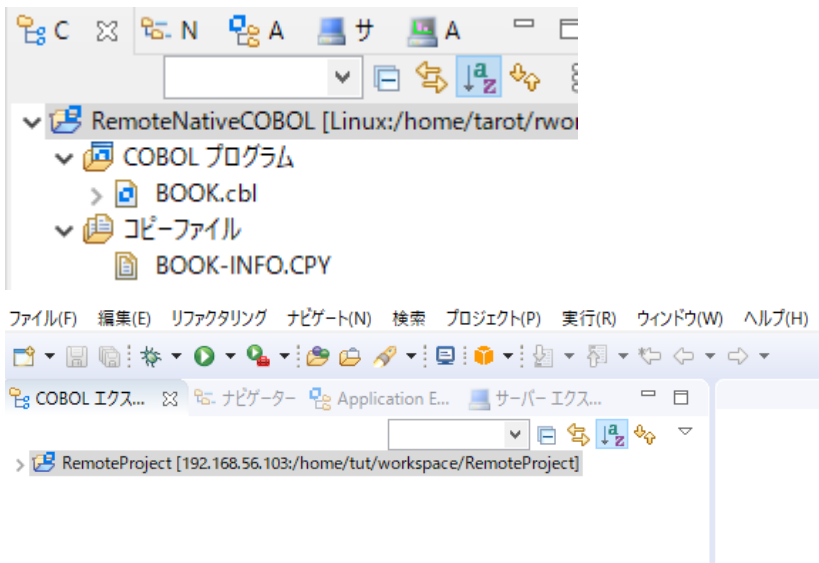 C N A サ A
RemoteNativeCOBOL [Linux:/home/tarot/rwor
COBOL プログラム
BOOK.cbl
コピーファイル
BOOK-INFO.CPY
ファイル(F) 編集(E) リファクタリング ナビゲート(N) 検索 プロジェクト(P) 実行(R) ウィンドウ(W) ヘルプ(H)
COBOL エクス... ナビゲーター Application E... サーバー エクス...
RemoteProject [192.168.56.103:/home/tut/workspace/RemoteProject]